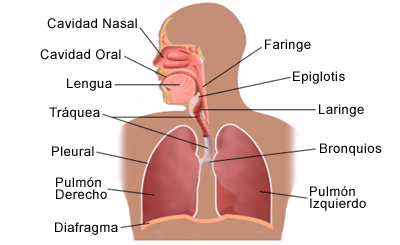 Cavidad Nasal
Cavidad Oral
Lengua
Tráquea
Pleural
Pulmón
Derecho
Diafragma
Faringe
Epiglotis
Laringe
Bronquios
Pulmón
Izquierdo